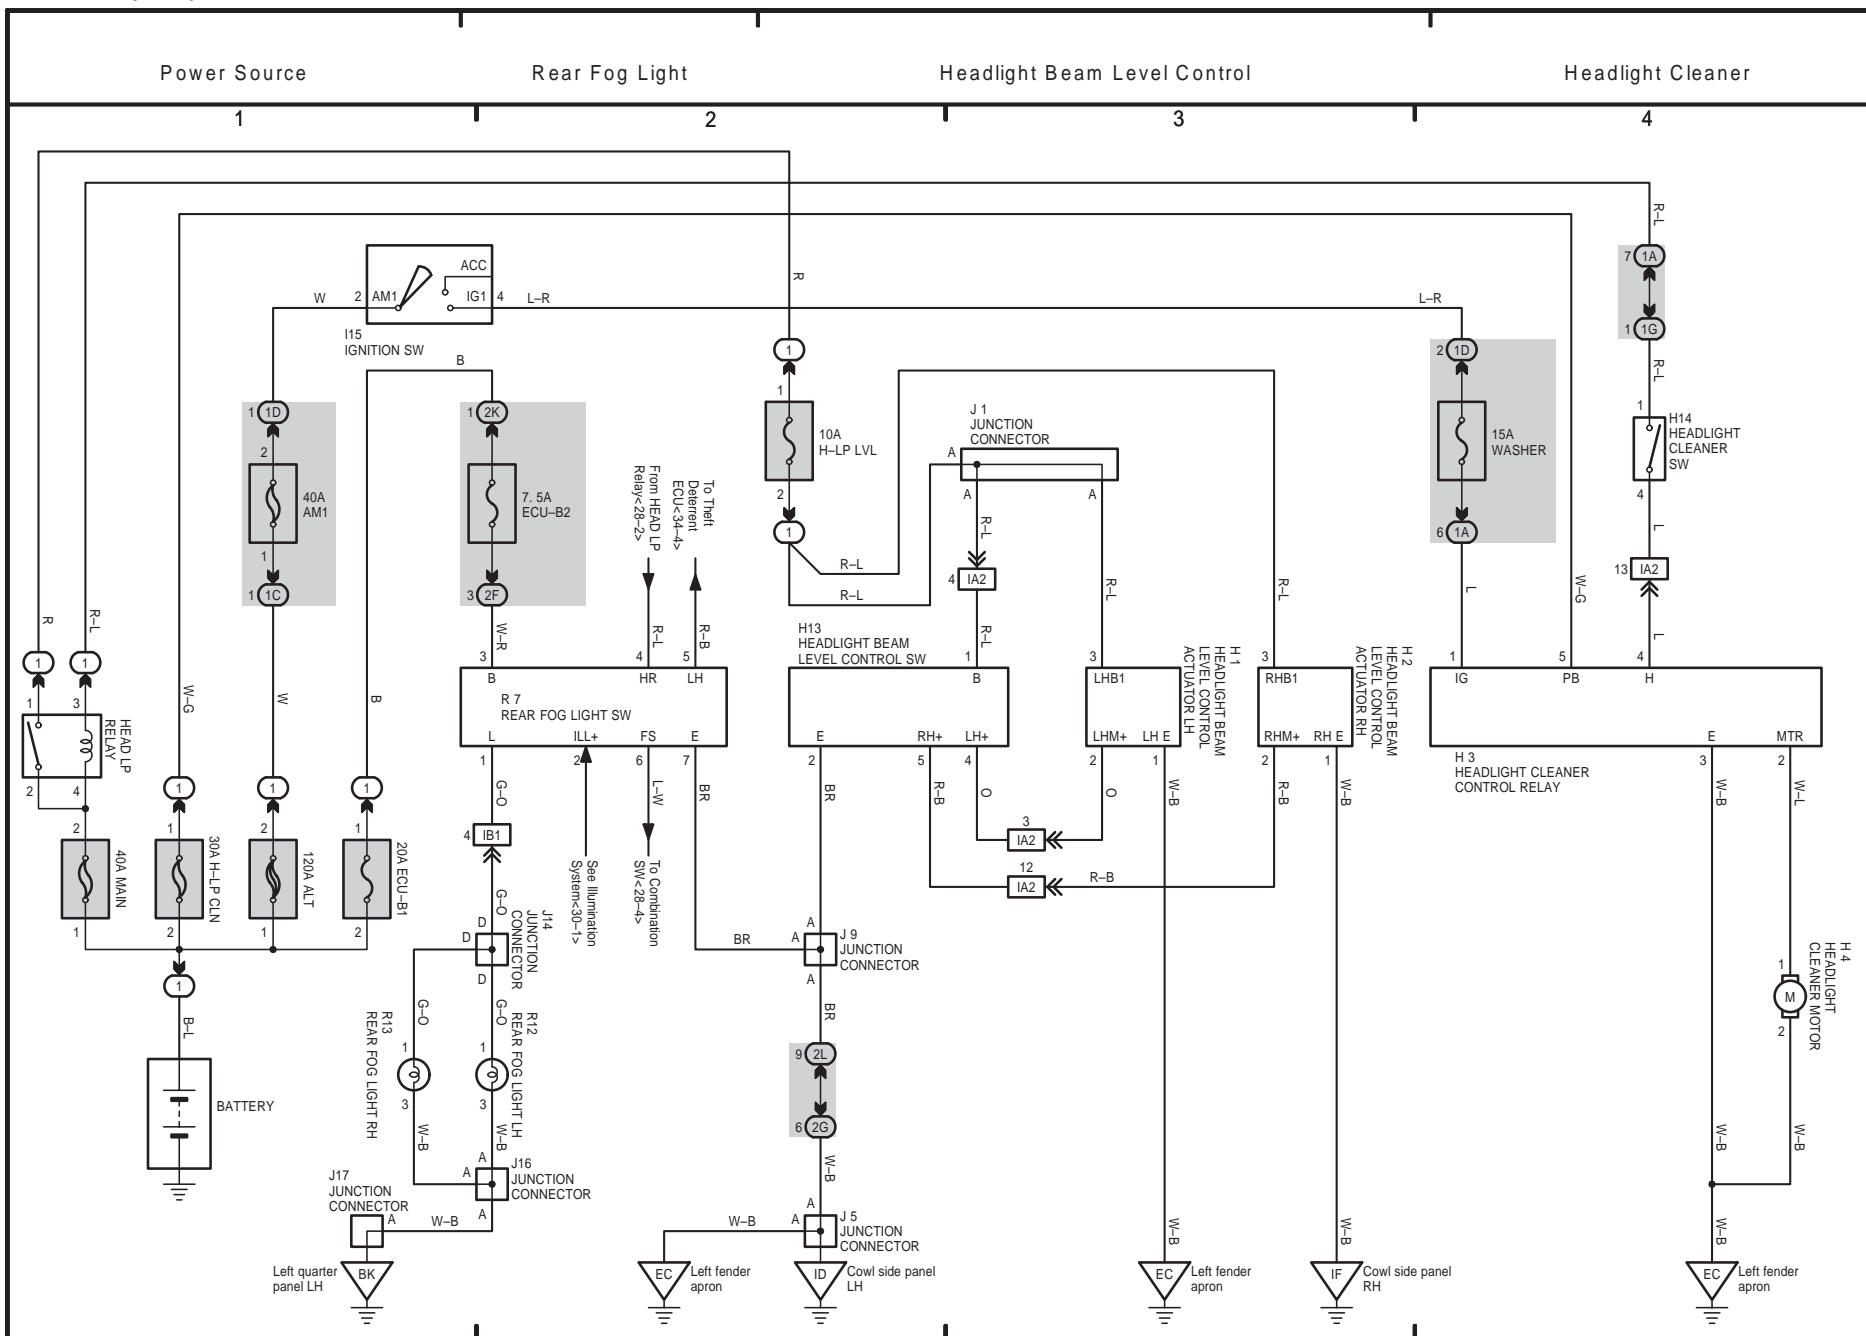 Power Source
Rear Fog Light
Headlight Beam Level Control
Headlight Cleaner
1
2
3
4
R–L
7 1A
1 1G
R–L
1
H14
HEADLIGHT
CLEANER
SW
4
L
13 IA2
L
ACC
W
2
AM1
IG1
4
L–R
I15
IGNITION SW
R
L–R
B
1
1
10A
H–LP LVL
2
1
R–L
R–L
2 1D
15A
WASHER
6 1A
L
W–G
1 1D
2
40A
AM1
1
1 1C
W
1 2K
7. 5A
ECU–B2
3 2F
W–R
From HEAD LP
Relay<28–2>
R–L
To Theft
Deterrent
ECU<34–4>
R–B
J 1
JUNCTION
CONNECTOR
A
A
A
R–L
4 IA2
R–L
R–L
R–L
R
R–L
1
1
1
3
HEAD LP
RELAY
2
4
W–G
B
3
4
5
B
HR
LH
R 7
REAR FOG LIGHT SW
L
ILL+
FS
E
1
2
6
7
H13
HEADLIGHT BEAM
LEVEL CONTROL SW
1
B
E
RH+
LH+
2
5
4
3
LHB1
LHM+
LH E
2
1
H 1
HEADLIGHT BEAM
LEVEL CONTROL
ACTUATOR LH
3
RHB1
RHM+
RH E
2
1
H 2
HEADLIGHT BEAM
LEVEL CONTROL
ACTUATOR RH
1
5
4
IG
PB
H
E
MTR
3
2
H 3
HEADLIGHT CLEANER
CONTROL RELAY
1
1
1
2
1
2
1
40A MAIN
30A H–LP CLN
120A ALT
20A ECU–B1
1
2
1
2
1
B–L
BATTERY
G–O
4 IB1
G–O
See Illumination
System<30–1>
L–W
To Combination
SW<28–4>
BR
BR
BR
R–B
O
O
W–B
R–B
W–B
3
IA2
12
IA2
R–B
W–B
W–L
D
D
D
J14
JUNCTION
CONNECTOR
G–O
G–O
1
1
3
3
R13
REAR FOG LIGHT RH
R12
REAR FOG LIGHT LH
W–B
W–B
A
A
A
J16
JUNCTION
CONNECTOR
J17
JUNCTION
CONNECTOR
A
W–B
A
A
A
J 9
JUNCTION
CONNECTOR
BR
9 2L
6 2G
W–B
A
A
J 5
JUNCTION
CONNECTOR
W–B
1
M
2
H 4
HEADLIGHT
CLEANER MOTOR
W–B
W–B
W–B
W–B
W–B
Left quarter
panel LH
BK
EC
Left fender
apron
ID
Cowl side panel
LH
EC
Left fender
apron
IF
Cowl side panel
RH
EC
Left fender
apron